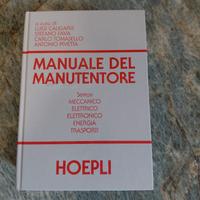 a cura di
LUIGI CALIGARIS
STEFANO FAVA
CARLO TOMASELLO
ANTONIO PIVETTA
MANUALE DEL
MANUTENTORE
Settori
MECCANICO
ELETTRICO
ELETTRONICO
ENERGIA
TRASPORTI
HOEPLI